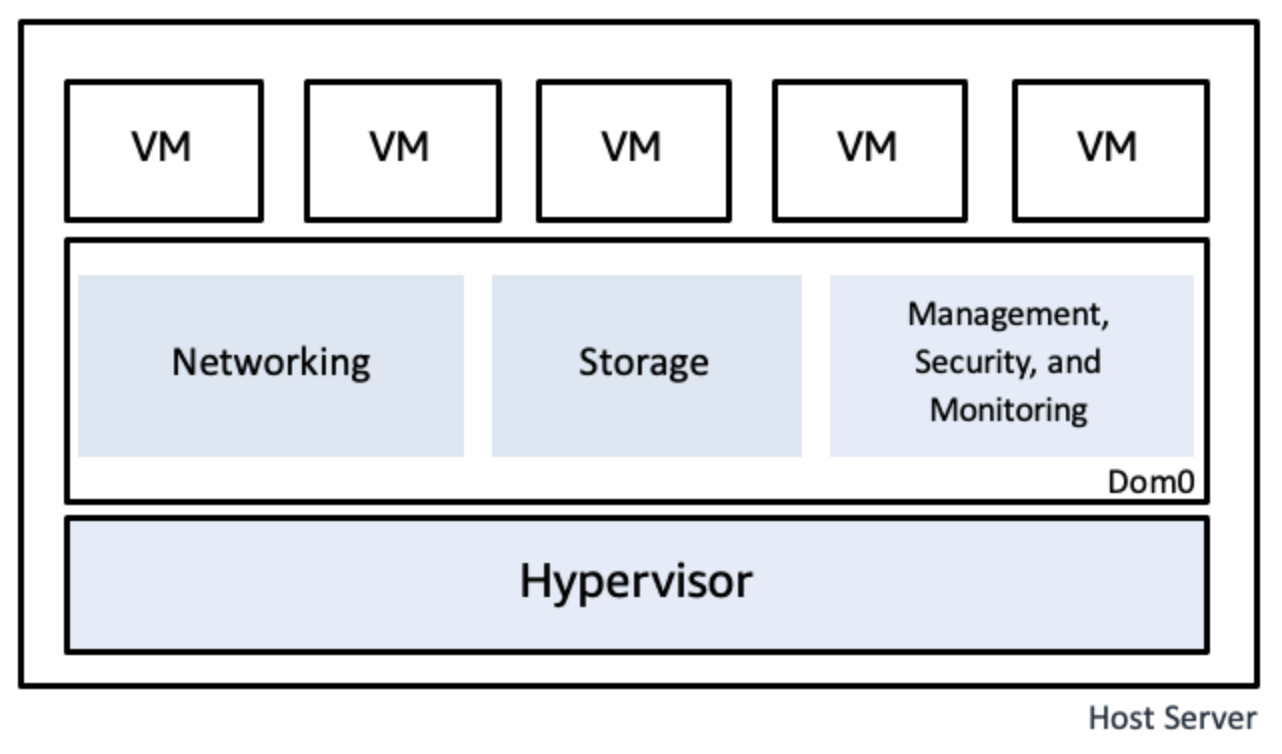 VM
VM
VM
VM
VM
Networking
Storage
Management,
Security, and
Monitoring
Dom0
Hypervisor
Host Server